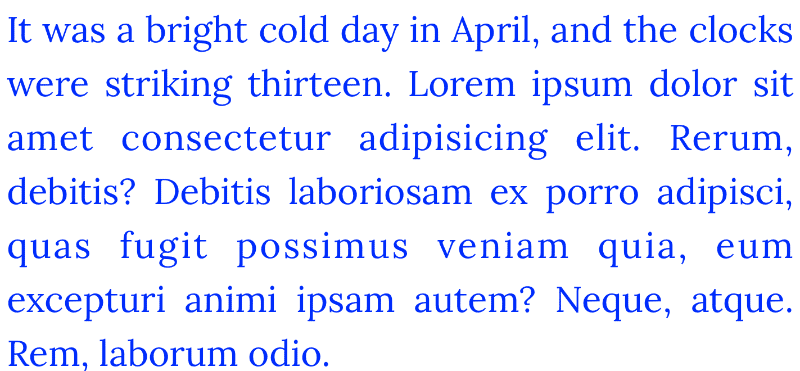 It was a bright cold day in April, and the clocks
were striking thirteen. Lorem ipsum dolor sit
amet consectetur adipisicing elit. Rerum,
debitis? Debitis laboriosam ex porro adipisci,
quas fugit possimus veniam quia, eum
excepturi animi ipsam autem? Neque, atque.
Rem, laborum odio.